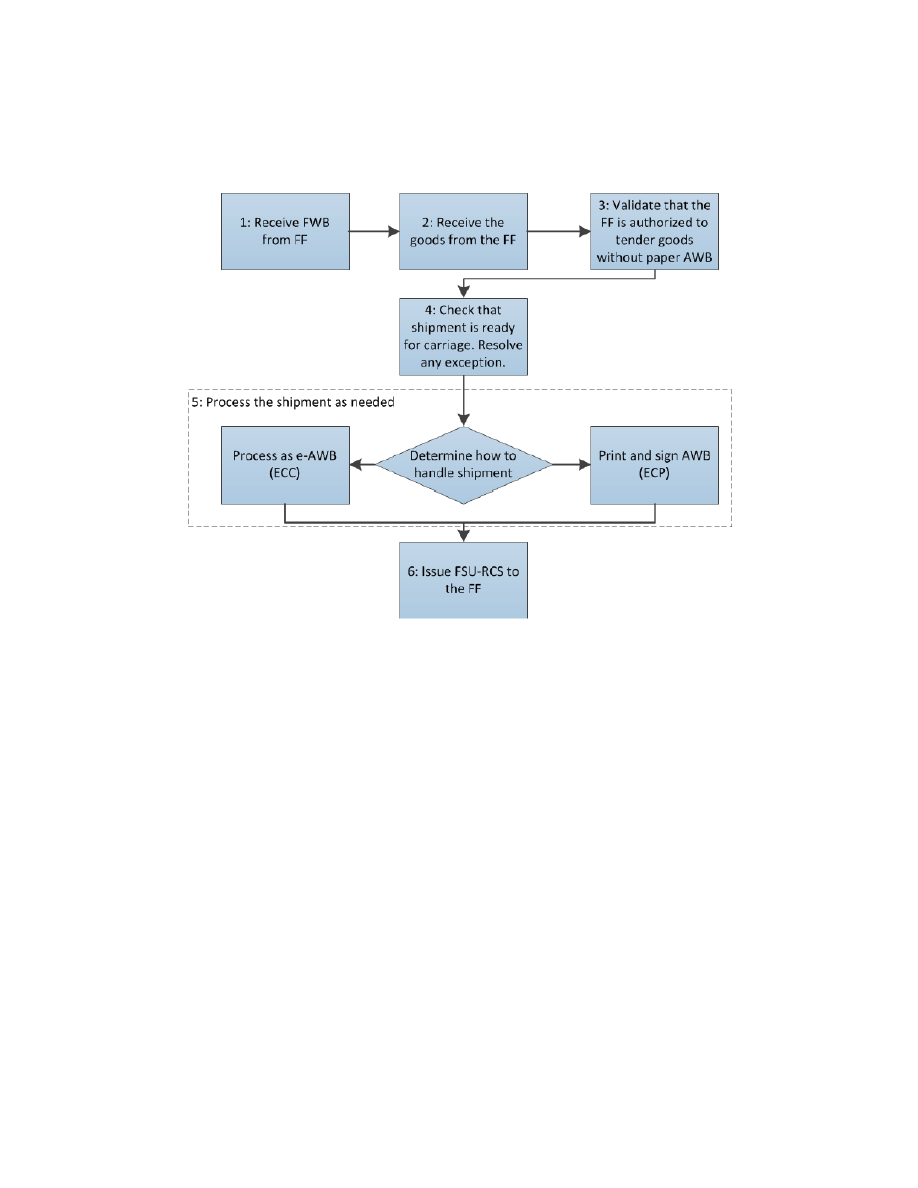 1: Receive FWB
from FF
2: Receive the
goods from the FF
3: Validate that the
FF is authorized to
tender goods
without paper AWB
4: Check that
shipment is ready
for carriage. Resolve
any exception.
5: Process the shipment as needed
Process as e-AWB
(ECC)
Determine how to
handle shipment
Print and sign AWB
(ECP)
6: Issue FSU-RCS to
the FF